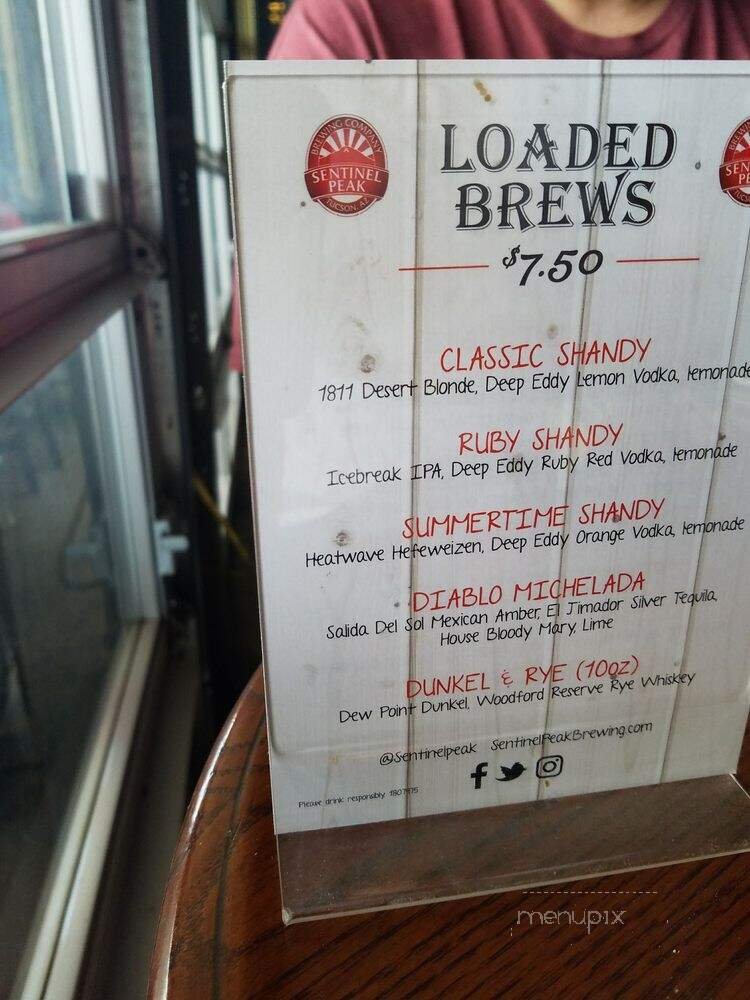 BREWING COMPANY
SENTINEL
PEAK
TUCSON, AZ
LOADED
BREWS
$7.50
CLASSIC SHANDY
1811 Desert Blonde, Deep Eddy Lemon Vodka, lemonade
RUBY SHANDY
Icebreak IPA, Deep Eddy Ruby Red Vodka, lemonade
SUMMERTIME SHANDY
Heatwave Hefeweizen, Deep Eddy Orange Vodka, lemonade
DIABLO MICHELADA
Salida Del Sol Mexican Amber, El Jimador Silver Tequila,
House Bloody Mary, Lime
DUNKEL & RYE (10oz)
Dew Point Dunkel, Woodford Reserve Rye Whiskey
@Sentinelpeak SentinelPeakBrewing.com
Please drink responsibly.
menupix